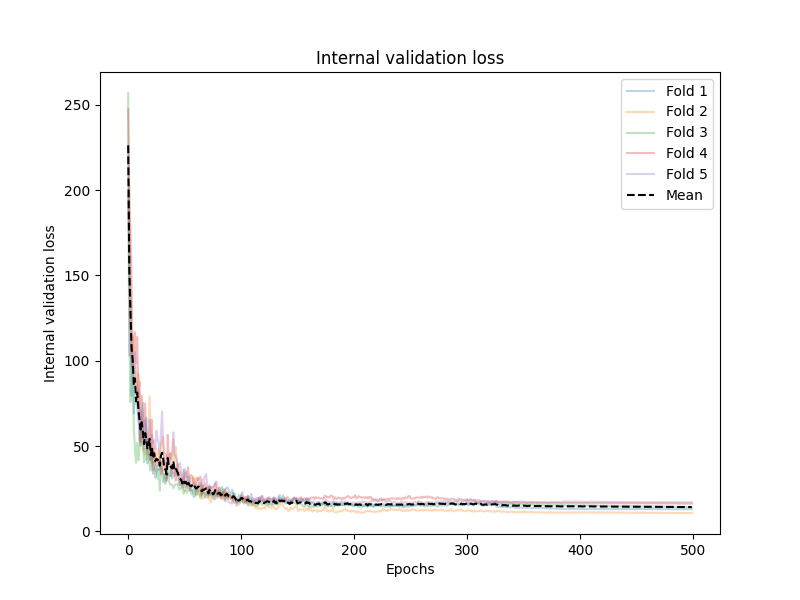 Internal validation loss
Fold 1
Fold 2
Fold 3
Fold 4
Fold 5
Mean
Internal validation loss
250
200
150
100
50
0
0 100 200 300 400 500
Epochs